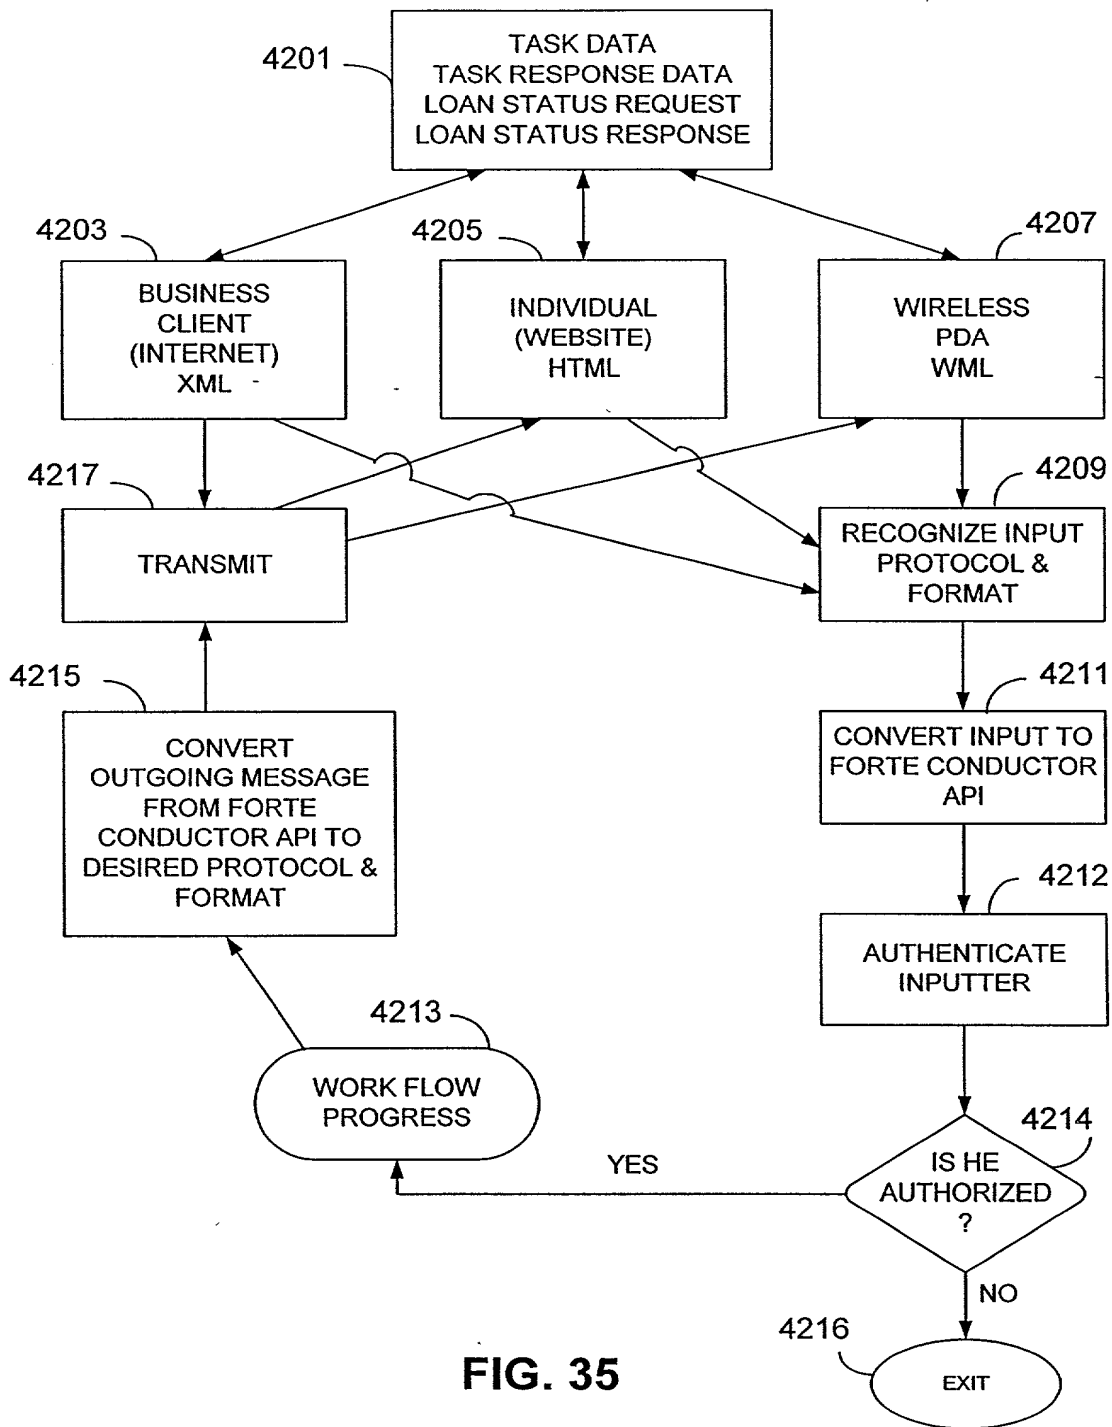 4201
TASK DATA
TASK RESPONSE DATA
LOAN STATUS REQUEST
LOAN STATUS RESPONSE
4203
BUSINESS
CLIENT
(INTERNET)
XML
4205
INDIVIDUAL
(WEBSITE)
HTML
4207
WIRELESS
PDA
WML
4217
TRANSMIT
4209
RECOGNIZE INPUT
PROTOCOL &
FORMAT
4215
CONVERT
OUTGOING MESSAGE
FROM FORTE
CONDUCTOR API TO
DESIRED PROTOCOL &
FORMAT
4211
CONVERT INPUT TO
FORTE CONDUCTOR
API
4212
AUTHENTICATE
INPUTTER
4213
WORK FLOW
PROGRESS
YES
4214
IS HE
AUTHORIZED
?
NO
4216
EXIT
FIG. 35